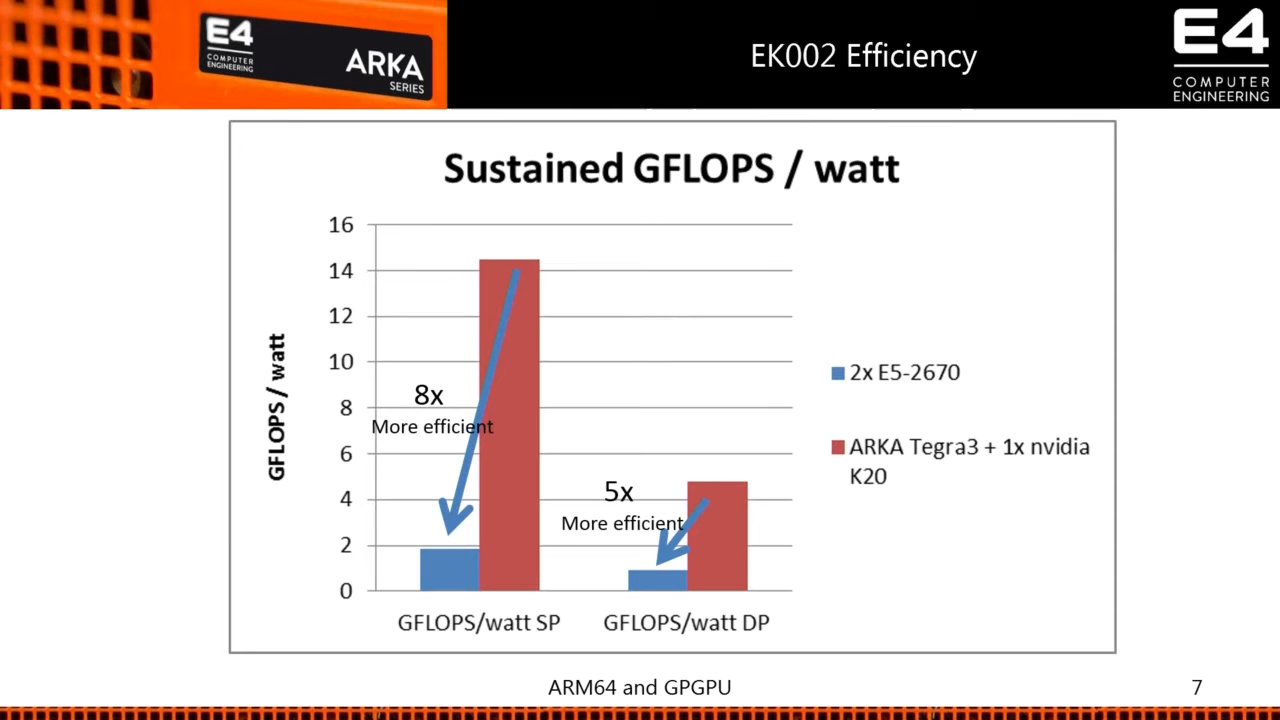 E4
COMPUTER
ENGINEERING
ARKA
SERIES
EK002 Efficiency
E4
COMPUTER
ENGINEERING
Sustained GFLOPS / watt
GFLOPS / watt
16
14
12
10
8
6
4
2
0
8x
More efficient
5x
More efficient
GFLOPS/watt SP
GFLOPS/watt DP
2x E5-2670
ARKA Tegra3 + 1x nvidia
K20
ARM64 and GPGPU
7